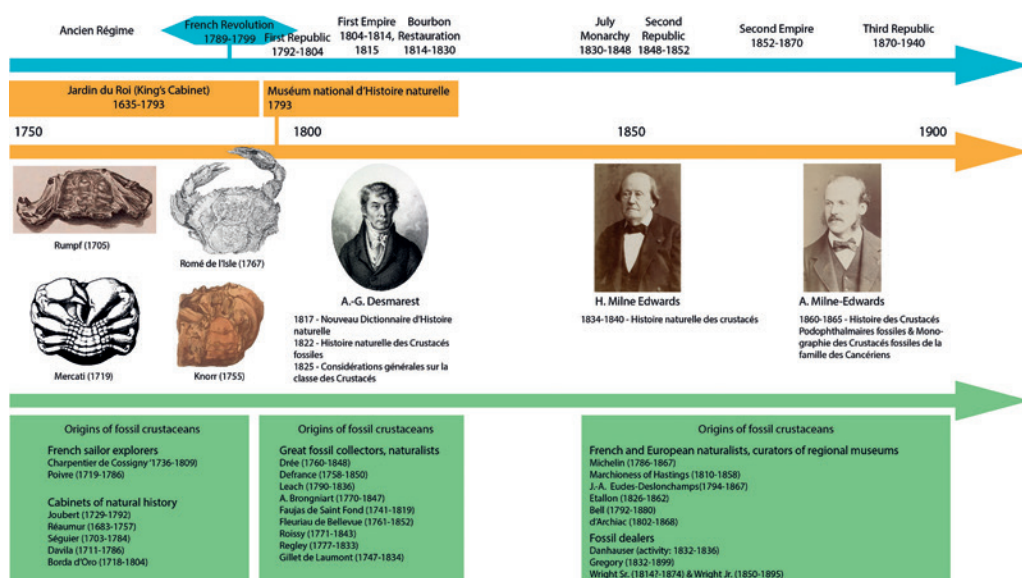 Ancien Régime
French Revolution
1789-1799
First Republic
1792-1804
First Empire
1804-1814,
1815
Bourbon
Restauration
1814-1830
July
Monarchy
1830-1848
Second
Republic
1848-1852
Second Empire
1852-1870
Third Republic
1870-1940
Jardin du Roi (King's Cabinet)
1635-1793
Muséum national d'Histoire naturelle
1793
1750
1800
1850
1900
Rumpf (1705)
Romé de l'Isle (1767)
Mercati (1719)
Knorr (1755)
A.-G. Desmarest
1817 - Nouveau Dictionnaire d'Histoire
naturelle
1822 - Histoire naturelle des Crustacés
fossiles
1825 - Considérations générales sur la
classe des Crustacés
H. Milne Edwards
1834-1840 - Histoire naturelle des crustacés
A. Milne-Edwards
1860-1865 - Histoire des Crustacés
Podophthalmaires fossiles & Mono-
graphie des Crustacés fossiles de la
famille des Cancériens
Origins of fossil crustaceans
French sailor explorers
Charpentier de Cossigny '1736-1809)
Poivre (1719-1786)
Cabinets of natural history
Joubert (1729-1792)
Réaumur (1683-1757)
Séguier (1703-1784)
Davila (1711-1786)
Borda d'Oro (1718-1804)
Origins of fossil crustaceans
Great fossil collectors, naturalists
Drée (1760-1848)
Defrance (1758-1850)
Leach (1790-1836)
A. Brongniart (1770-1847)
Faujas de Saint Fond (1741-1819)
Fleuriau de Bellevue (1761-1852)
Roissy (1771-1843)
Regley (1777-1833)
Gillet de Laumont (1747-1834)
Origins of fossil crustaceans
French and European naturalists, curators of regional museums
Michelin (1786-1867)
Marchioness of Hastings (1810-1858)
J.-A. Eudes-Deslonchamps(1794-1867)
Etallon (1826-1862)
Bell (1792-1880)
d'Archiac (1802-1868)
Fossil dealers
Danhauser (activity: 1832-1836)
Gregory (1832-1899)
Wright Sr. (1814?-1874) & Wright Jr. (1850-1895)